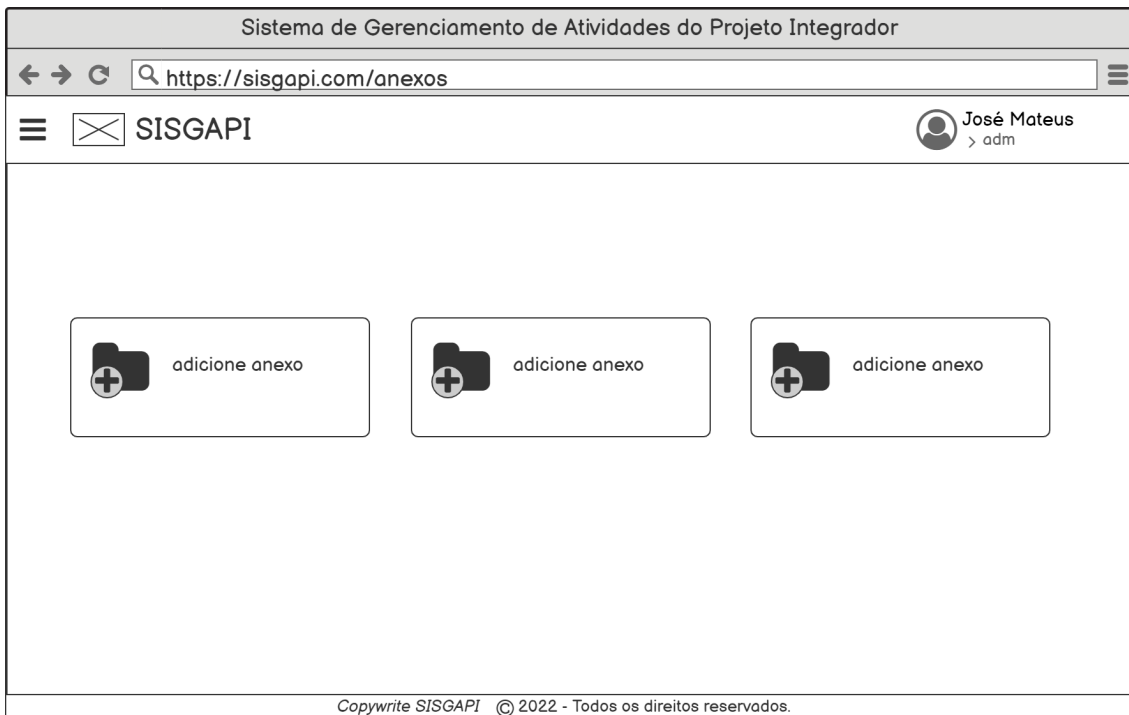 Sistema de Gerenciamento de Atividades do Projeto Integrador
https://sisgapi.com/anexos
SISGAPI
José Mateus
> adm
adicione anexo
adicione anexo
adicione anexo
Copywrite SISGAPI © 2022 - Todos os direitos reservados.